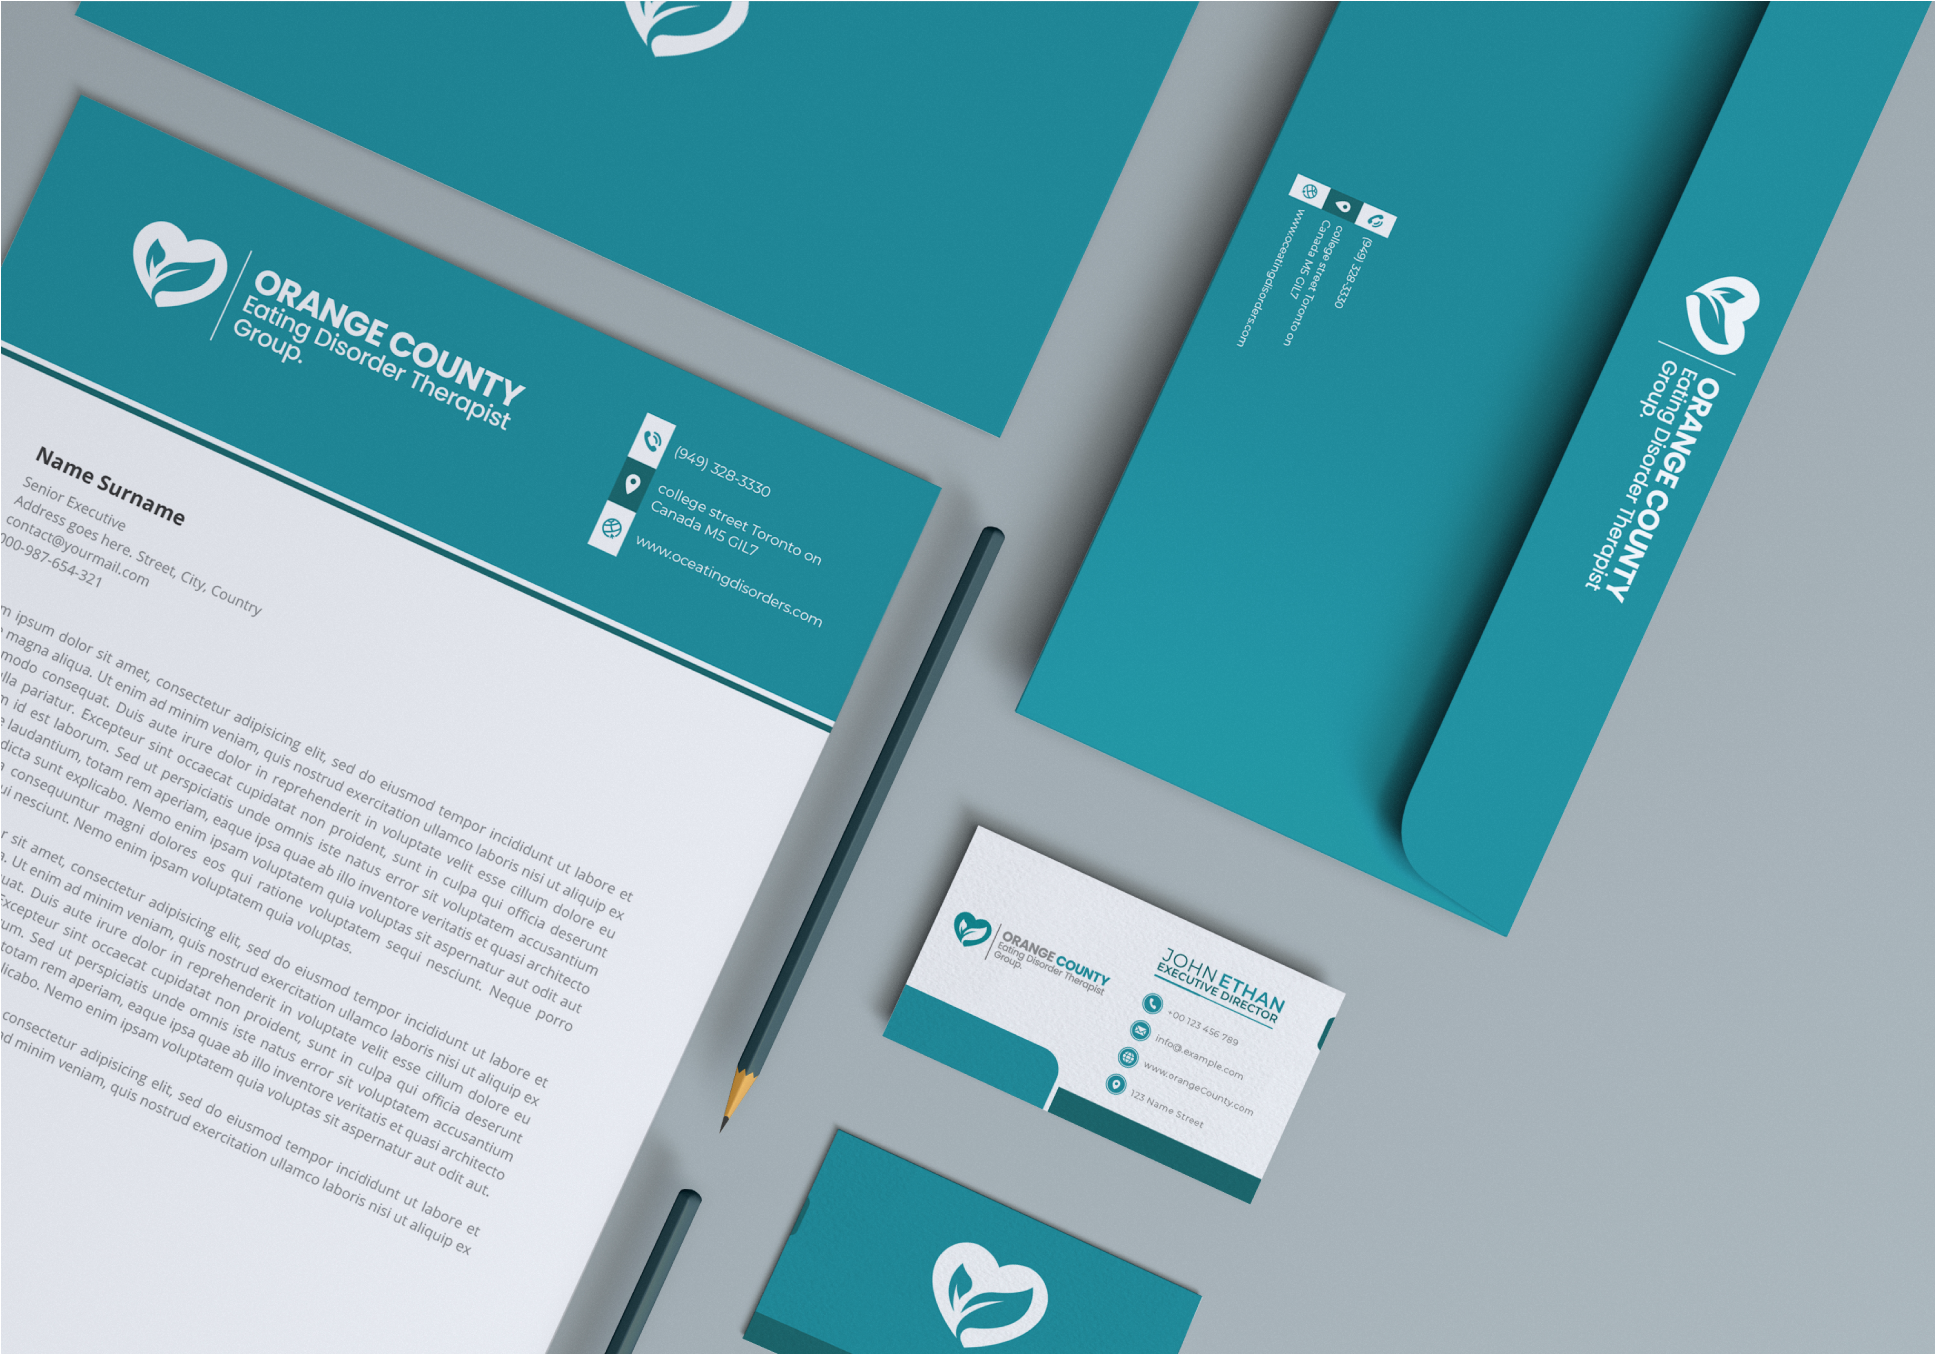 ORANGE COUNTY
Eating Disorder Therapist
Group.
(949) 328-3330
college street Toronto on
Canada M5 GIL7
www.oceatingdisorders.com
Name Surname
Senior Executive
Address goes here. Street, City, Country
contact@yourmail.com
000-987-654-321
ipsum dolor sit amet, consectetur adipisicing elit, sed do eiusmod tempor incididunt ut labore et
magna aliqua. Ut enim ad minim veniam, quis nostrud exercitation ullamco laboris nisi ut aliquip ex
consequat. Duis aute irure dolor in reprehenderit in voluptate velit esse cillum dolore eu
pariatur. Excepteur sint occaecat cupidatat non proident, sunt in culpa qui officia deserunt
id est laborum. Sed ut perspiciatis unde omnis iste natus error sit voluptatem accusantium
laudantium, totam rem aperiam, eaque ipsa quae ab illo inventore veritatis et quasi architecto
dicta sunt explicabo. Nemo enim ipsam voluptatem quia voluptas sit aspernatur aut odit aut
consequuntur magni dolores eos qui ratione voluptatem sequi nesciunt. Neque porro
nesciunt. Nemo enim ipsam voluptatem quia voluptas.
sit amet, consectetur adipisicing elit, sed do eiusmod tempor incididunt ut labore et
Ut enim ad minim veniam, quis nostrud exercitation ullamco laboris nisi ut aliquip ex
Duis aute irure dolor in reprehenderit in voluptate velit esse cillum dolore eu
Excepteur sint occaecat cupidatat non proident, sunt in culpa qui officia deserunt
Sed ut perspiciatis unde omnis iste natus error sit voluptatem accusantium
totam rem aperiam, eaque ipsa quae ab illo inventore veritatis et quasi architecto
Nemo enim ipsam voluptatem quia voluptas sit aspernatur aut odit aut.
consectetur adipisicing elit, sed do eiusmod tempor incididunt ut labore et
minim veniam, quis nostrud exercitation ullamco laboris nisi ut aliquip ex
(949) 328-3330
college street Toronto on
Canada M5 GIL7
www.oceatingdisorders.com
ORANGE COUNTY
Eating Disorder Therapist
Group.
ORANGE COUNTY
Eating Disorder Therapist
Group.
JOHN ETHAN
EXECUTIVE DIRECTOR
+00 123 456 789
info@.example.com
www.orangeCounty.com
123 Name Street